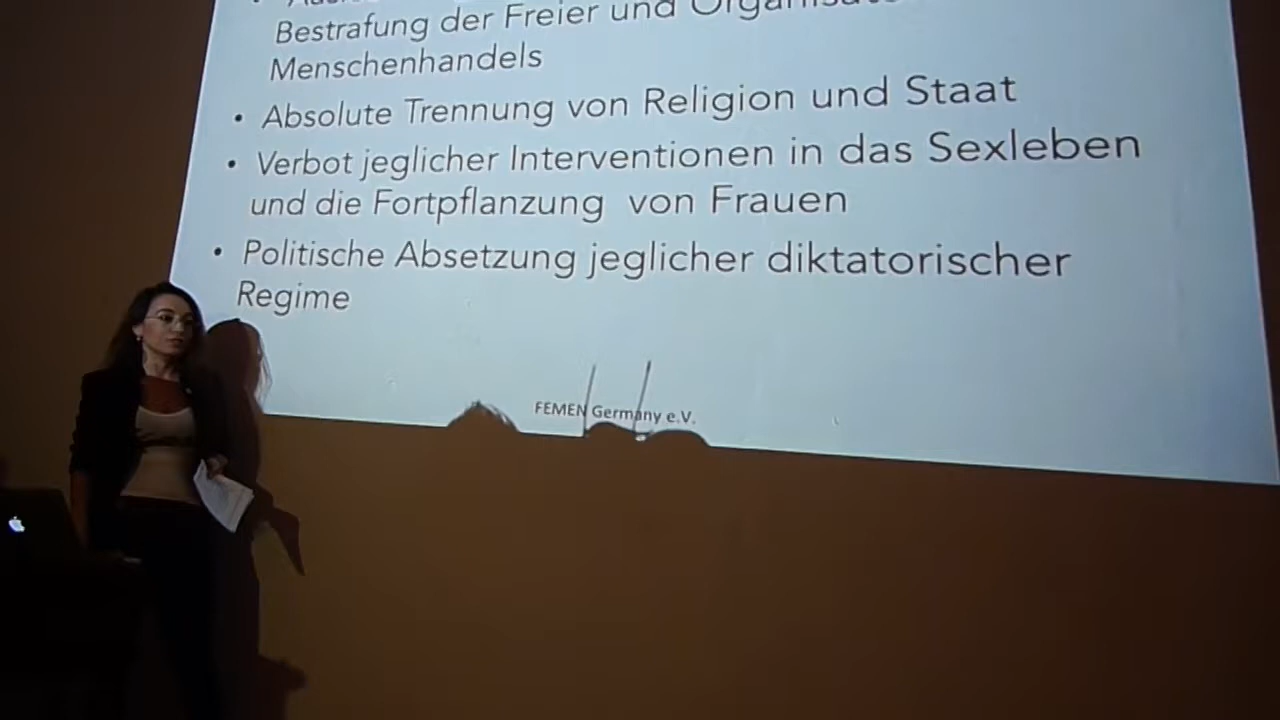 Bestrafung der Freier und
Menschenhandels
• Absolute Trennung von Religion und Staat
• Verbot jeglicher Interventionen in das Sexleben
und die Fortpflanzung von Frauen
• Politische Absetzung jeglicher diktatorischer
Regime
FEMEN Germany e.V.